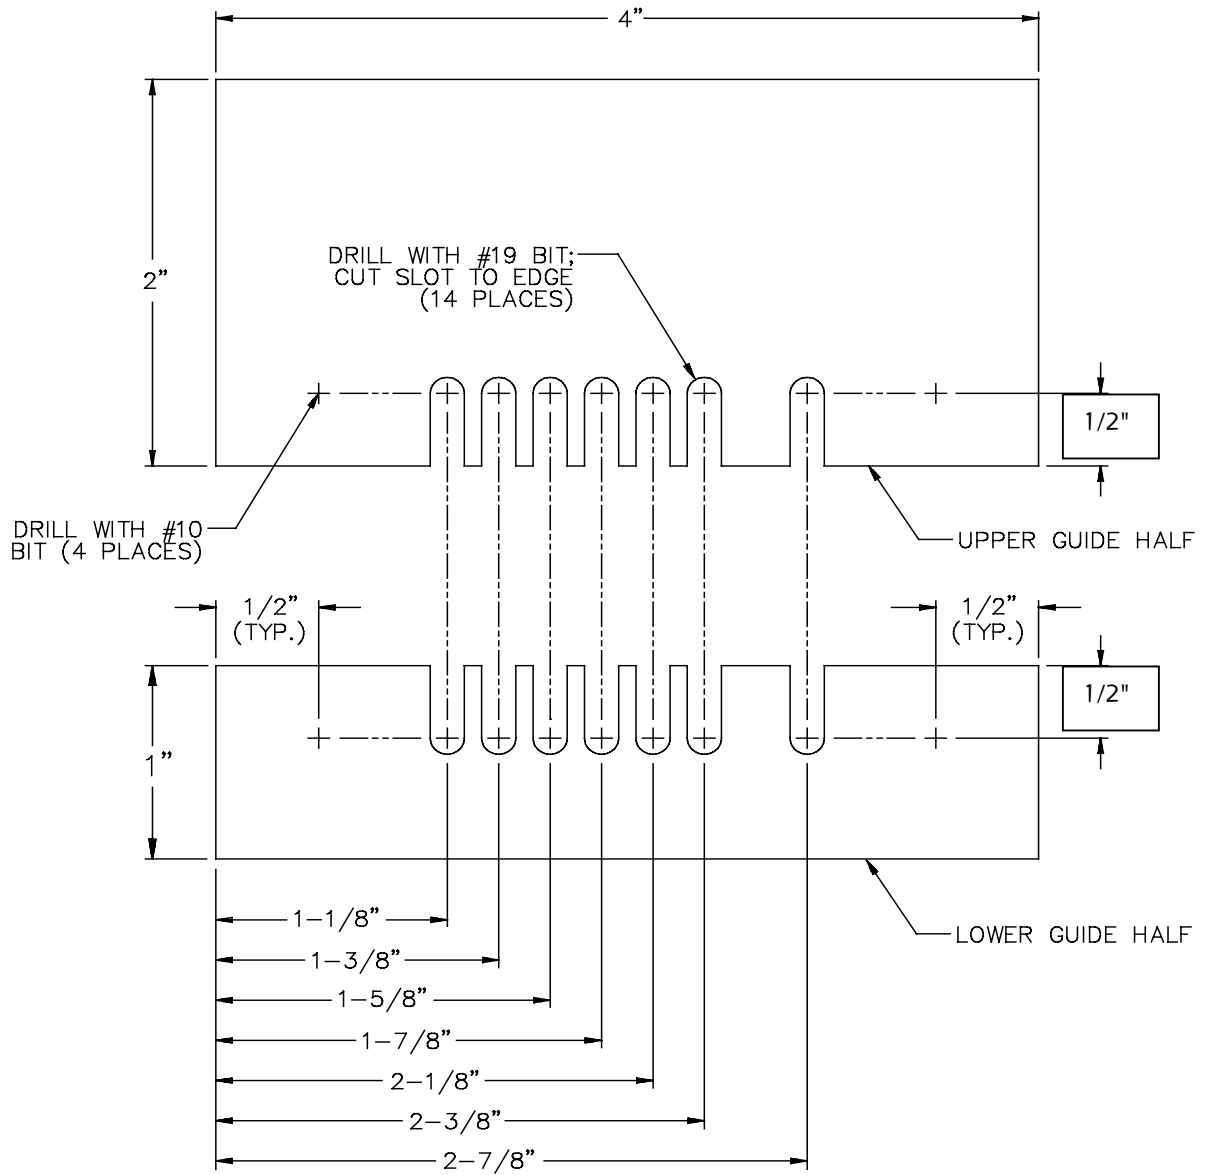 4”
DRILL WITH #19 BIT;
CUT SLOT TO EDGE
(14 PLACES)
2”
1/2"
DRILL WITH #10
BIT (4 PLACES)
UPPER GUIDE HALF
1/2”
(TYP.)
1/2”
(TYP.)
1/2"
1”
1-1/8”
LOWER GUIDE HALF
1-3/8”
1-5/8”
1-7/8”
2-1/8”
2-3/8”
2-7/8”